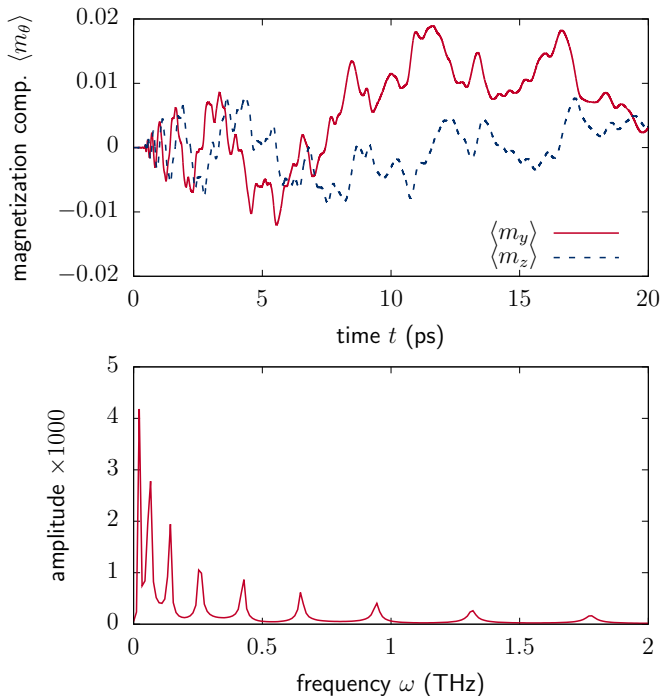 magnetization comp. ⟨m_θ⟩
0.02
0.01
0
−0.01
−0.02
⟨m_y⟩
⟨m_z⟩
0 5 10 15 20
time t (ps)
amplitude ×1000
5
4
3
2
1
0
0 0.5 1 1.5 2
frequency ω (THz)